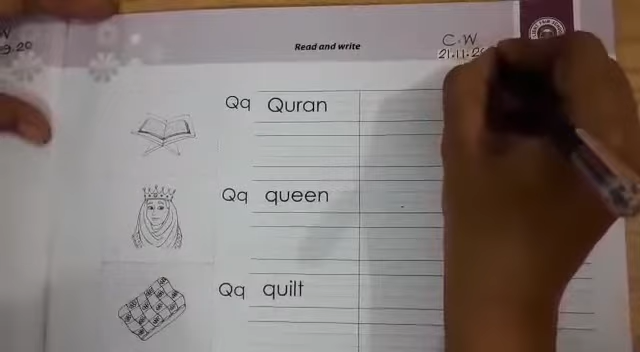 Read and write
C.W
Qq Quran
Qq queen
Qq quilt